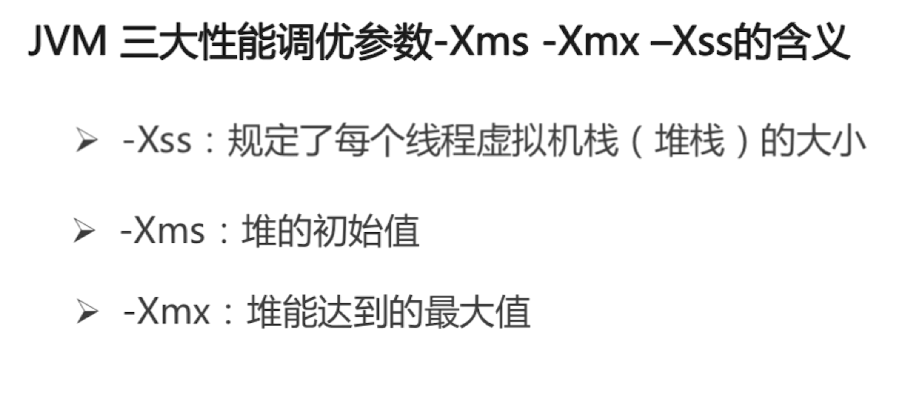 JVM 三大性能调优参数-Xms -Xmx –Xss的含义
➢ -Xss：规定了每个线程虚拟机栈（堆栈）的大小
➢ -Xms：堆的初始值
➢ -Xmx：堆能达到的最大值